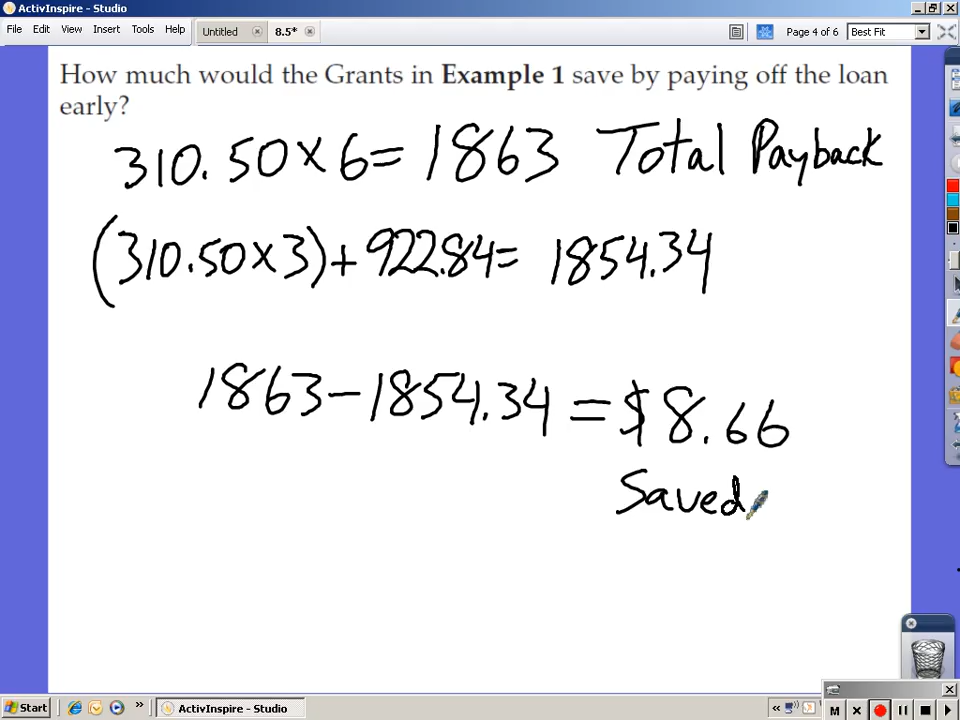 ActivInspire - Studio
File Edit View Insert Tools Help Untitled 8.5* Page 4 of 6 Best Fit
How much would the Grants in Example 1 save by paying off the loan
early?
310.50 × 6 = 1863 Total Payback
(310.50 × 3) + 922.84 = 1854.34
1863 - 1854.34 = $8.66
Saved
Start » ActivInspire - Studio « M